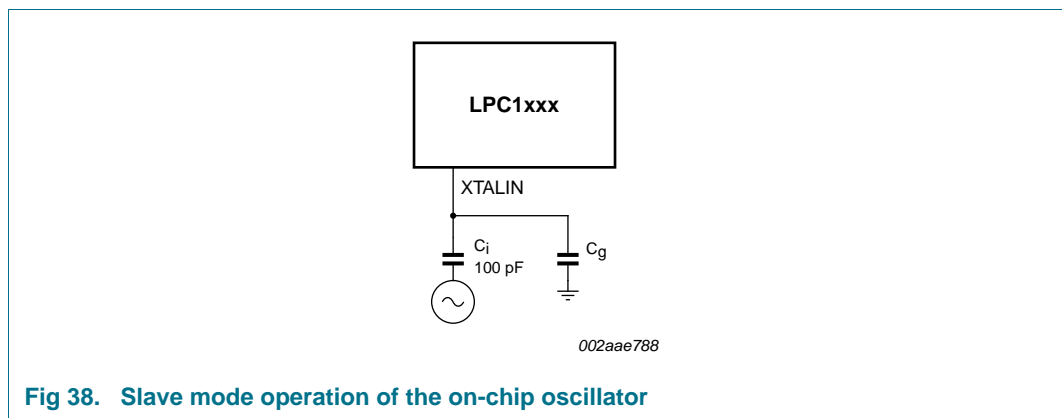 LPC1xxx
XTALIN
Ci
100 pF
Cg
002aae788
Fig 38. Slave mode operation of the on-chip oscillator